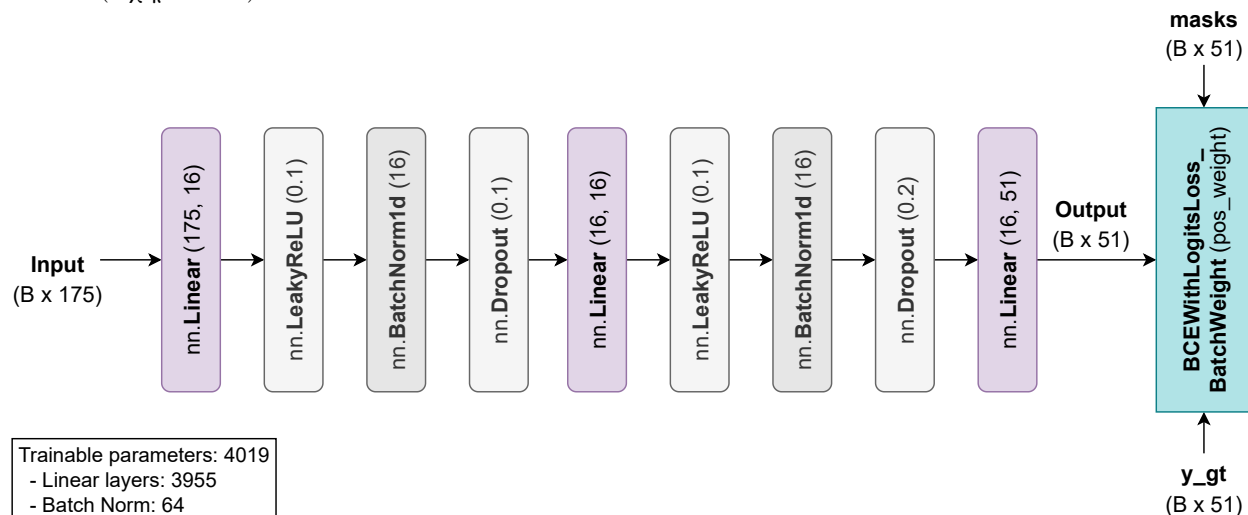 masks
(B x 51)
Input
(B x 175)
nn.Linear (175, 16)
nn.LeakyReLU (0.1)
nn.BatchNorm1d (16)
nn.Dropout (0.1)
nn.Linear (16, 16)
nn.LeakyReLU (0.1)
nn.BatchNorm1d (16)
nn.Dropout (0.2)
nn.Linear (16, 51)
Output
(B x 51)
BCEWithLogitsLoss_
BatchWeight (pos_weight)
Trainable parameters: 4019
- Linear layers: 3955
- Batch Norm: 64
y_gt
(B x 51)